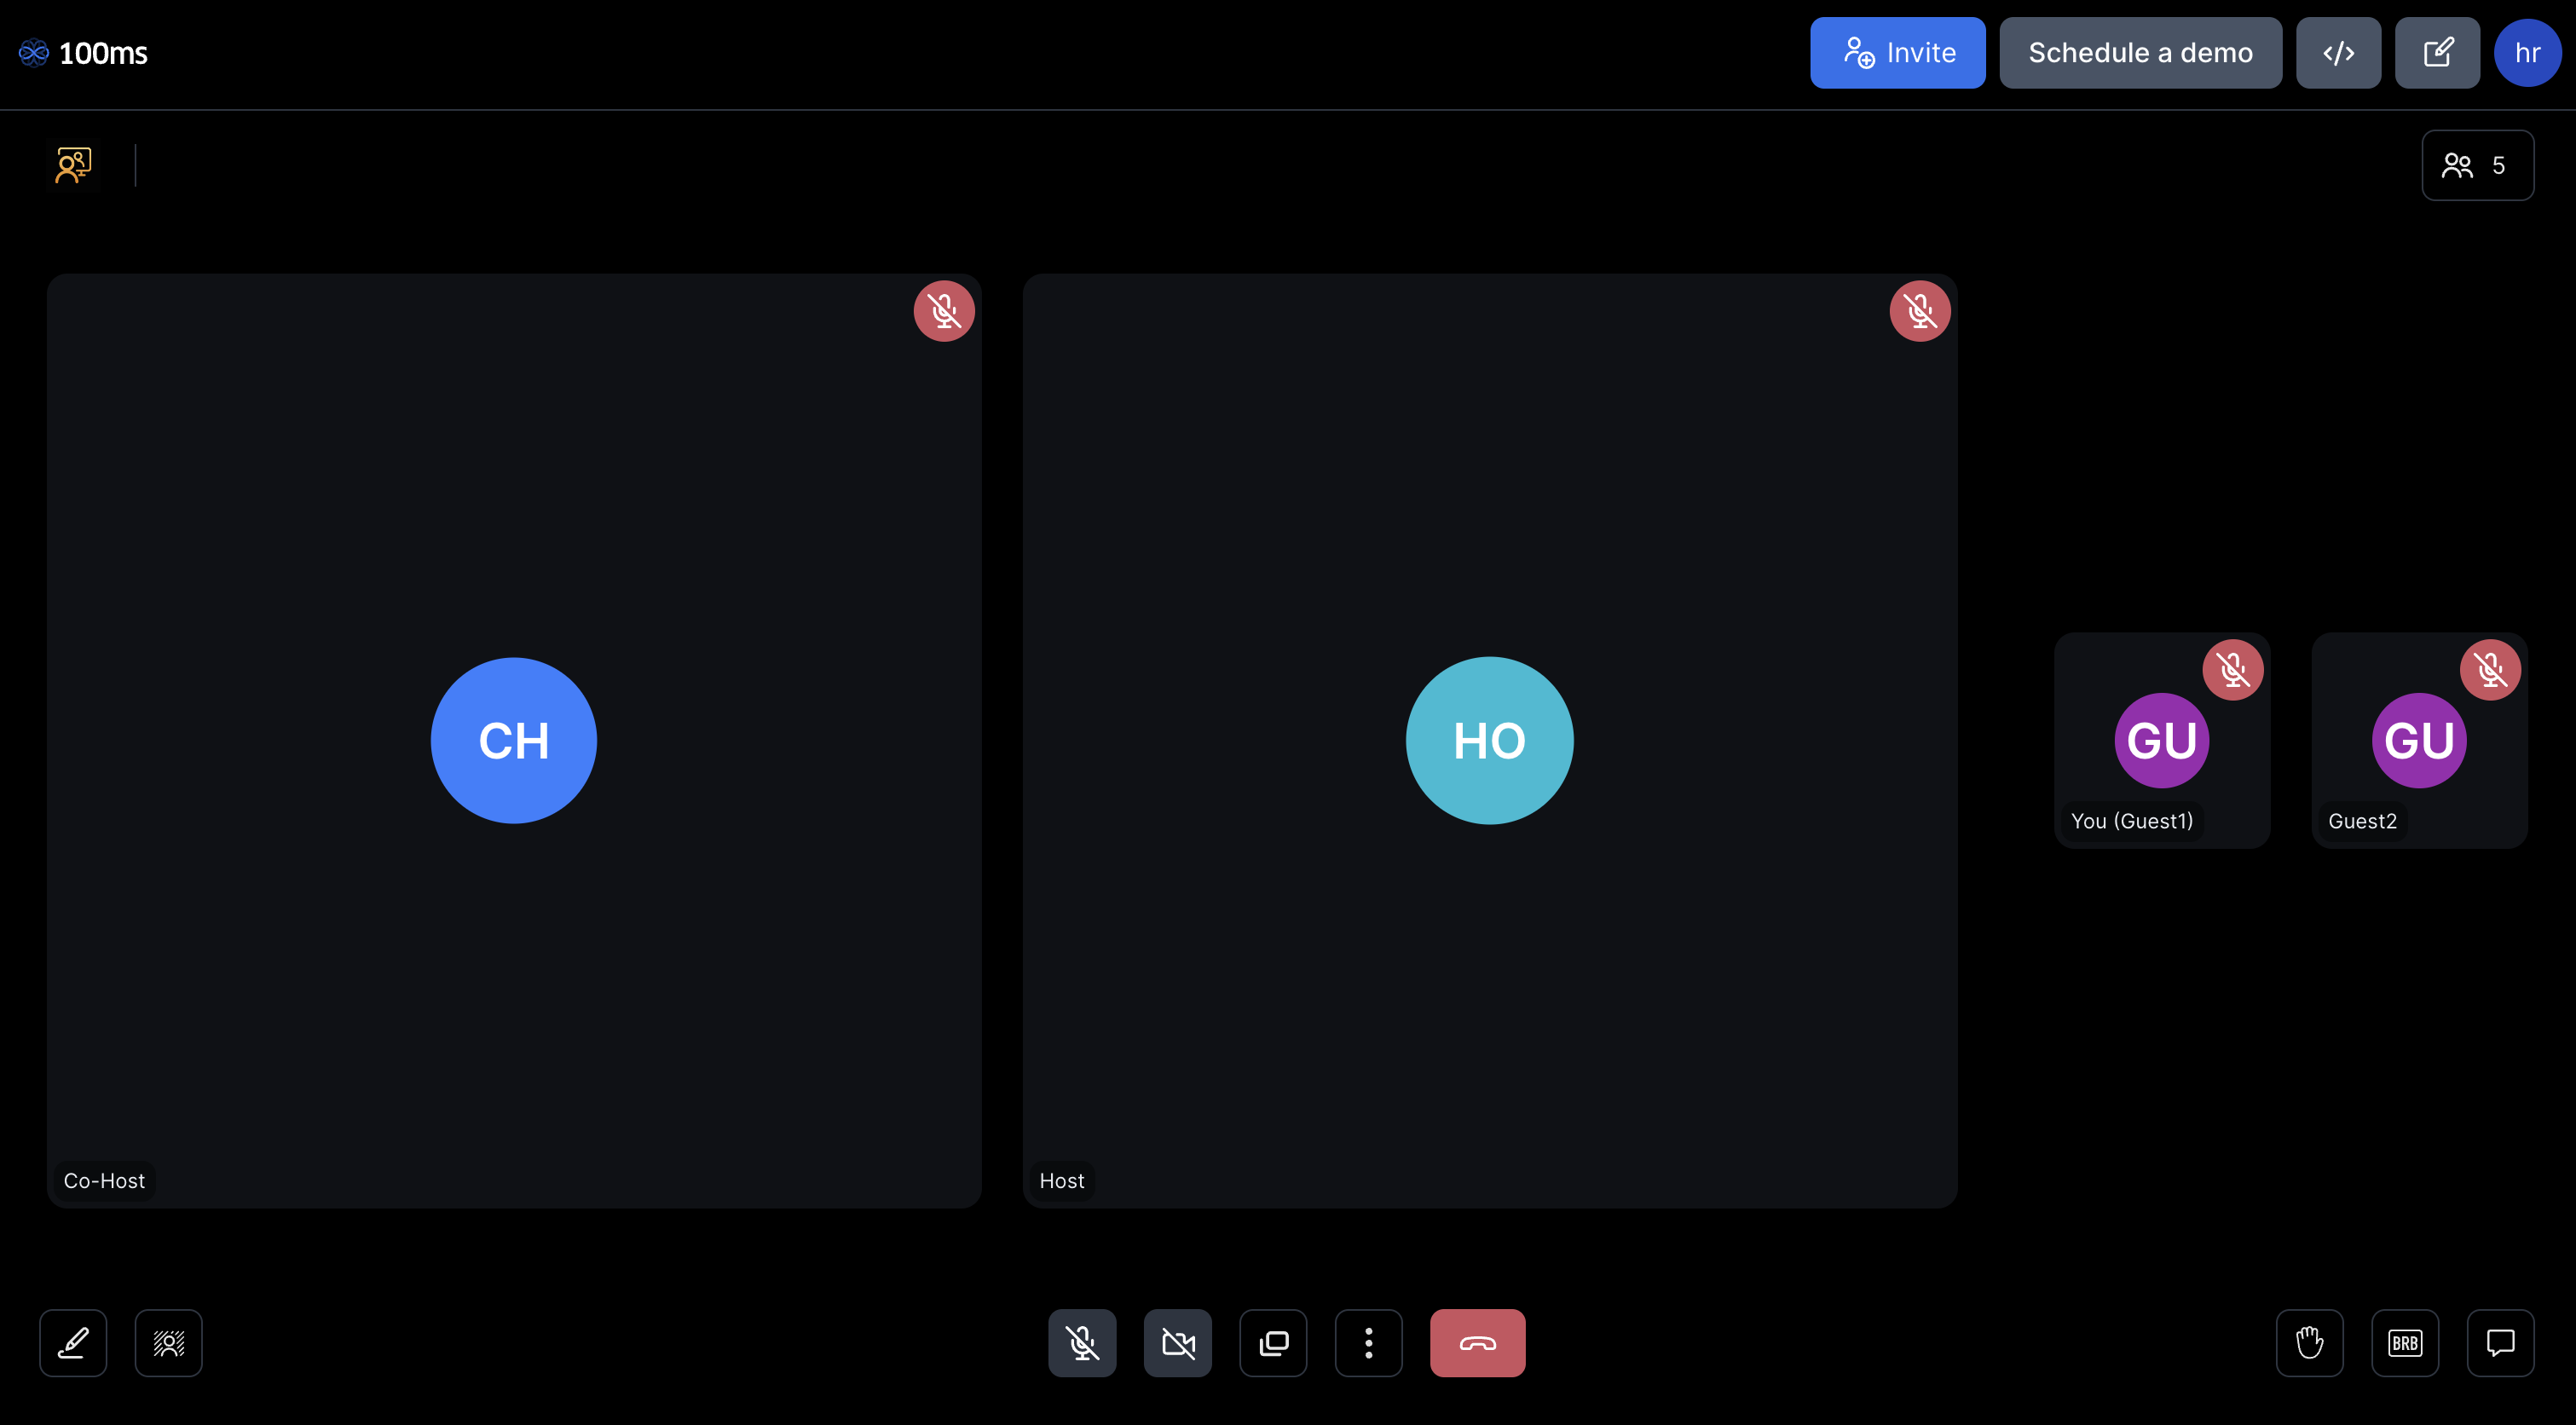 100ms
Invite
Schedule a demo
hr
5
CH
HO
GU
GU
You (Guest1)
Guest2
Co-Host
Host
BRB